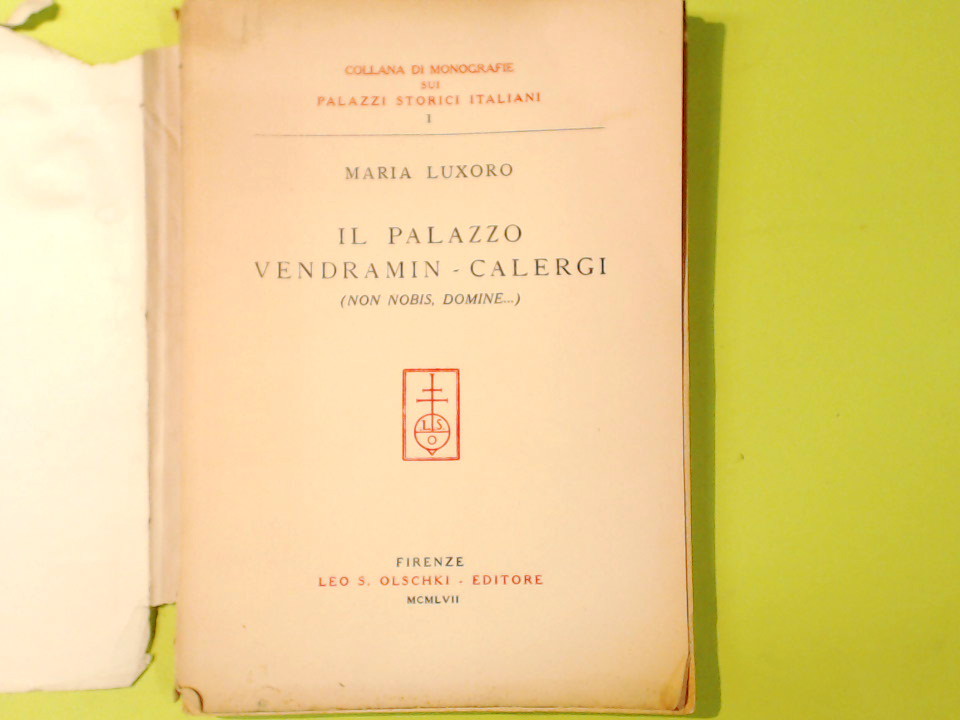 COLLANA DI MONOGRAFIE
SUI
PALAZZI STORICI ITALIANI
I
MARIA LUXORO
IL PALAZZO
VENDRAMIN - CALERGI
(NON NOBIS, DOMINE...)
L S
O
FIRENZE
LEO S. OLSCHKI - EDITORE
MCMLVII